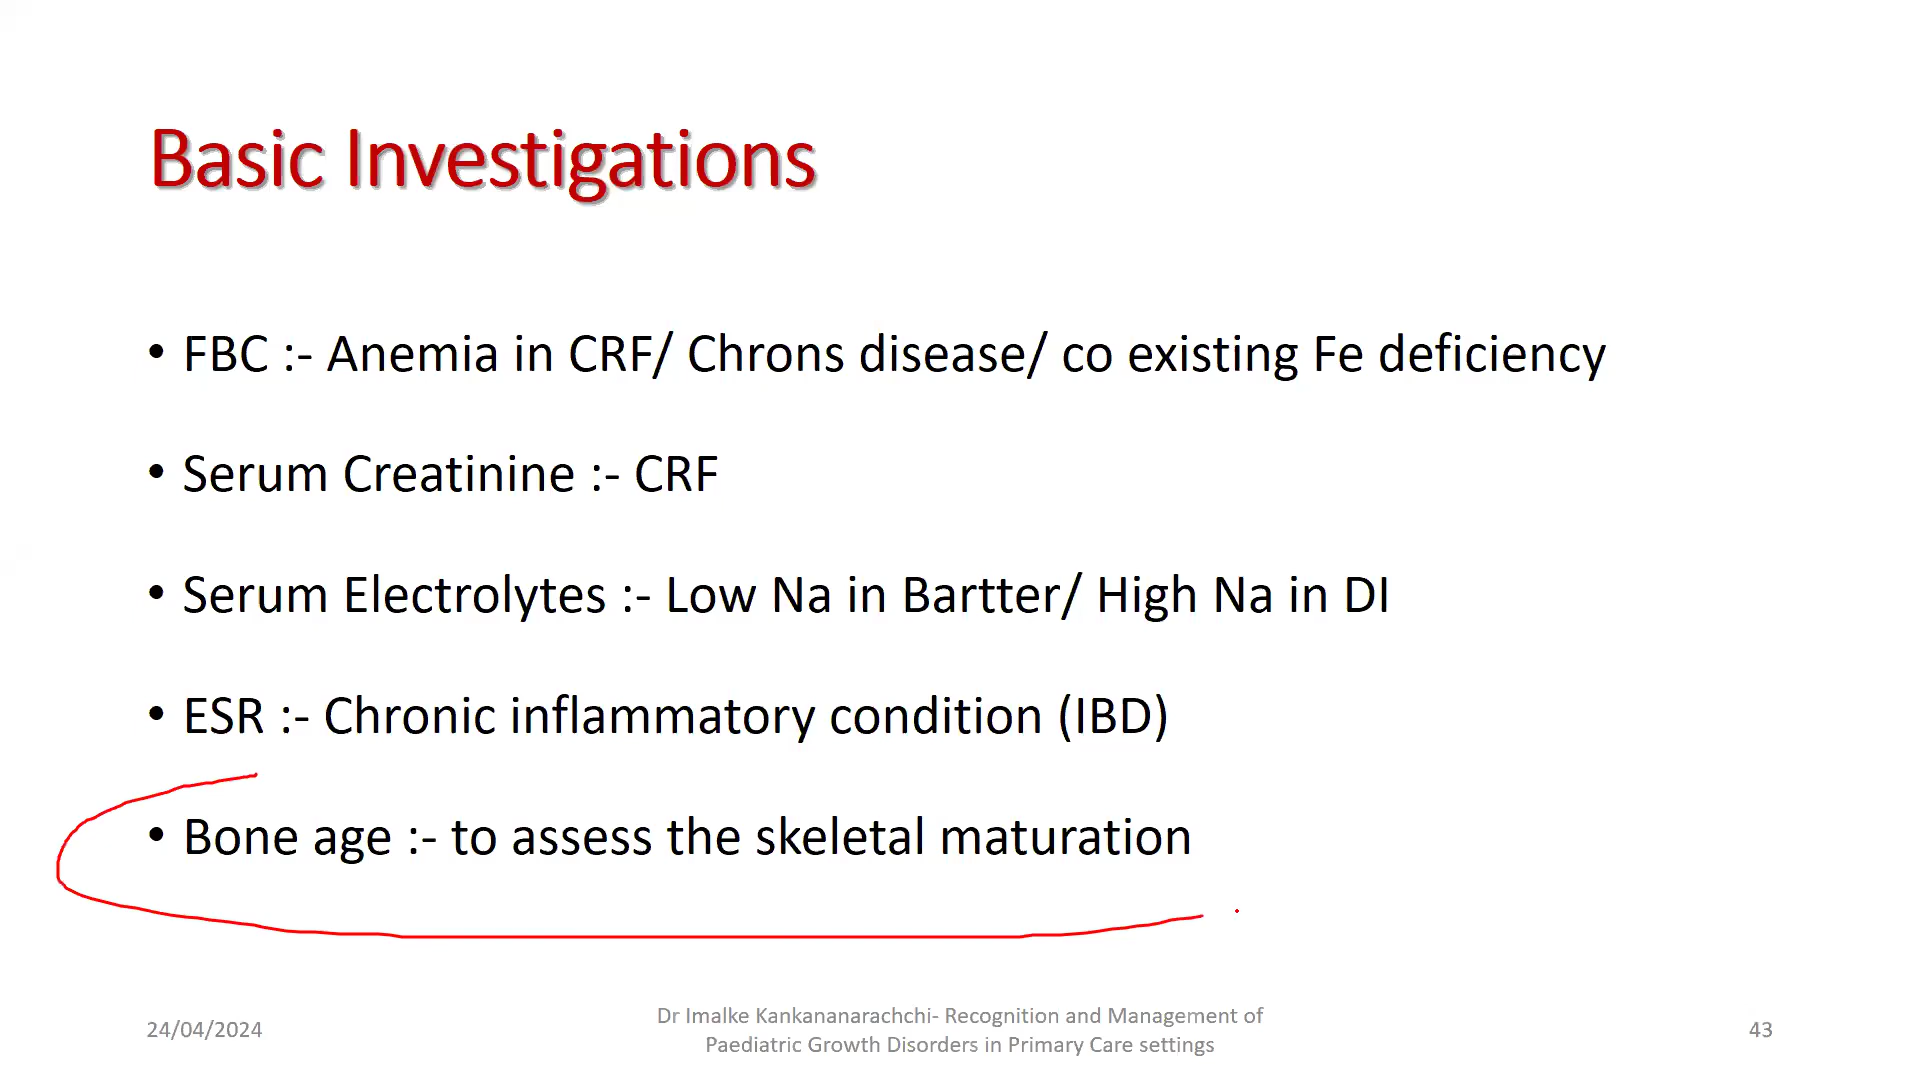 Basic Investigations
• FBC :- Anemia in CRF/ Chrons disease/ co existing Fe deficiency
• Serum Creatinine :- CRF
• Serum Electrolytes :- Low Na in Bartter/ High Na in DI
• ESR :- Chronic inflammatory condition (IBD)
• Bone age :- to assess the skeletal maturation
24/04/2024
Dr Imalke Kankananarachchi- Recognition and Management of
Paediatric Growth Disorders in Primary Care settings
43